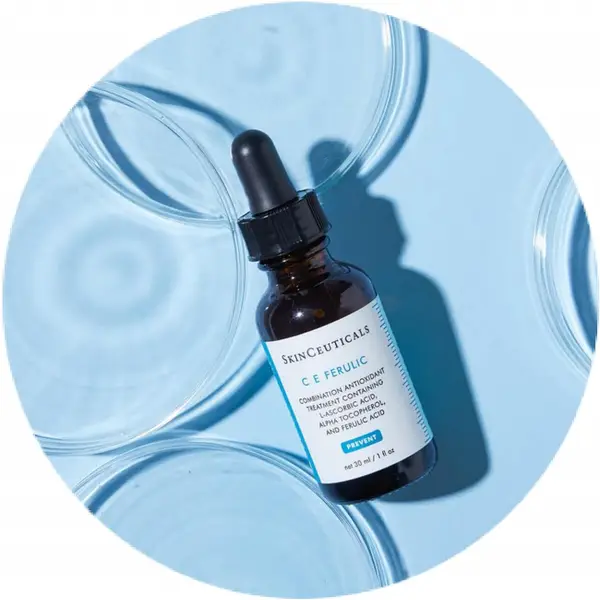 SKINCEUTICALS
C E FERULIC
COMBINATION ANTIOXIDANT
TREATMENT CONTAINING
L-ASCORBIC ACID,
ALPHA TOCOPHEROL,
AND FERULIC ACID
PREVENT
net 30 ml / 1 fl oz